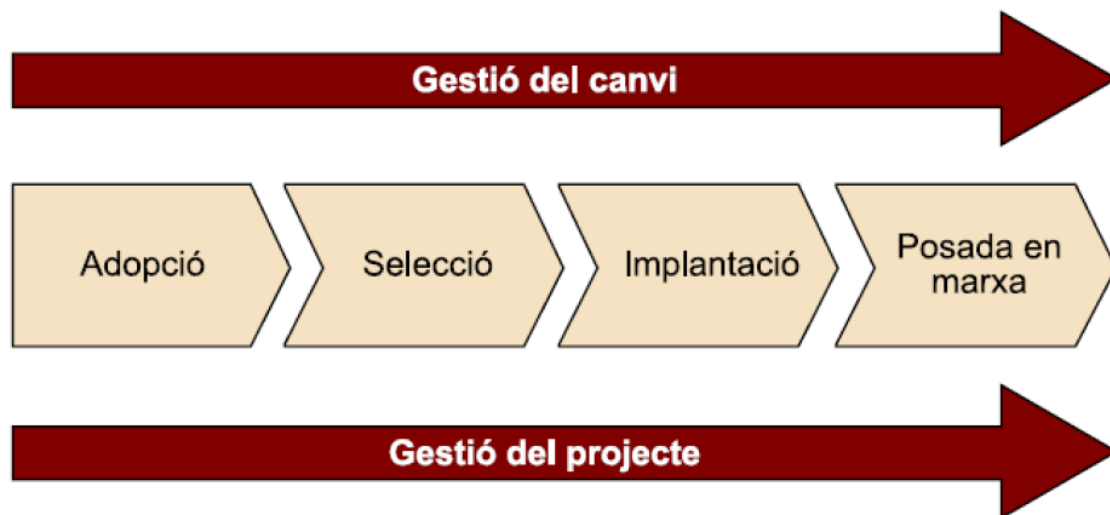 Gestió del canvi
Adopció
Selecció
Implantació
Posada en
marxa
Gestió del projecte